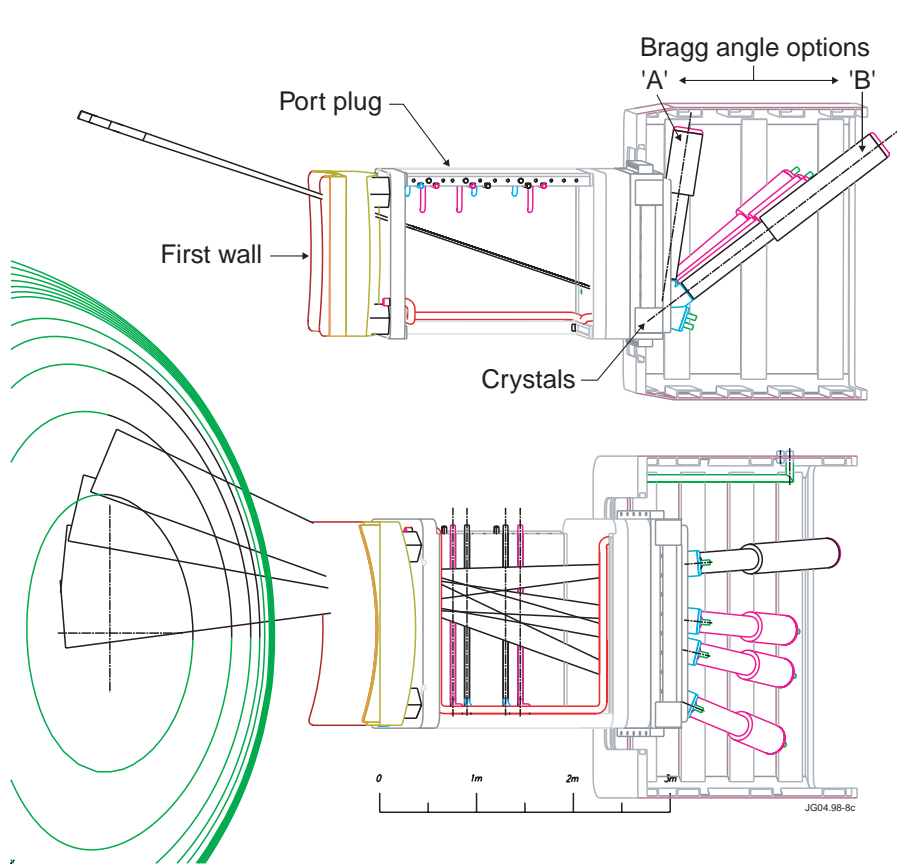 Bragg angle options
'A'
'B'
Port plug
First wall
Crystals
0 1m 2m 3m
JG04.98-8c